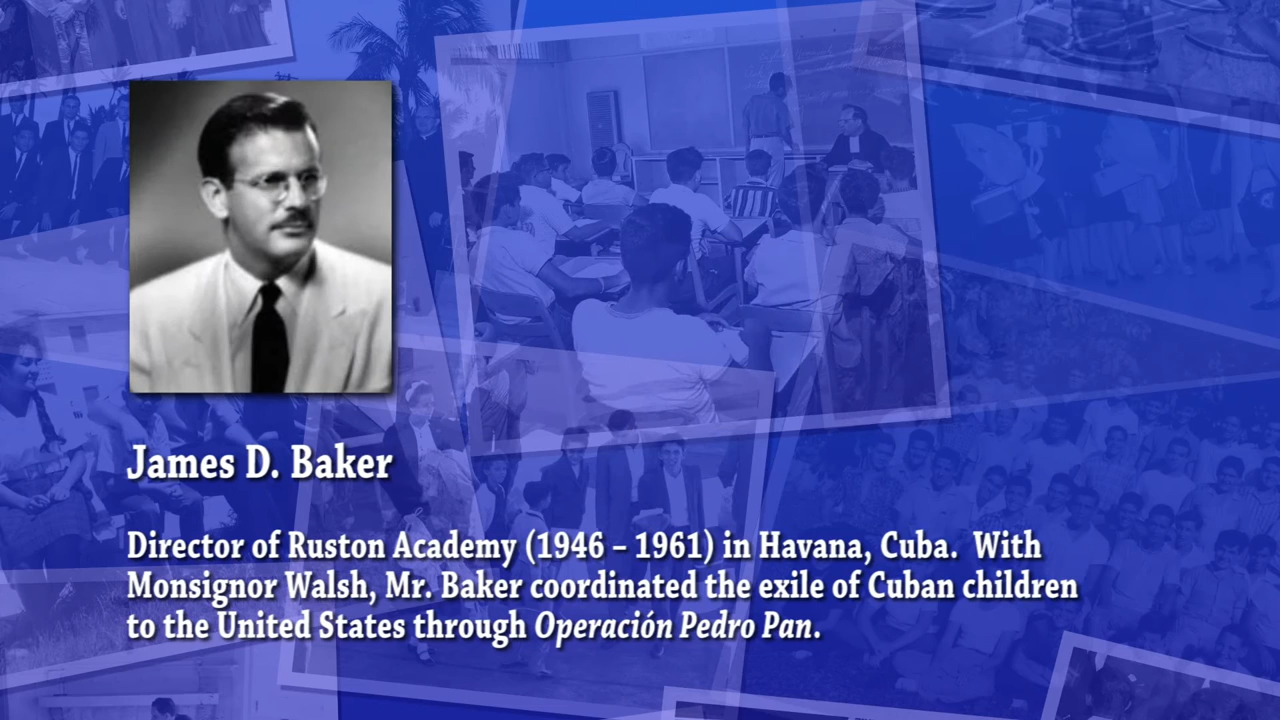 James D. Baker
Director of Ruston Academy (1946 – 1961) in Havana, Cuba.  With
Monsignor Walsh, Mr. Baker coordinated the exile of Cuban children
to the United States through Operación Pedro Pan.